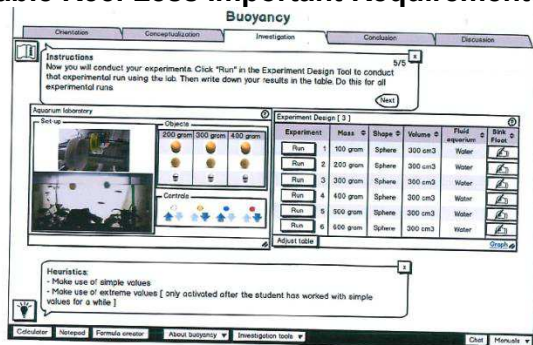 Buoyancy
Orientation
Conceptualization
Investigation
Conclusion
Discussion
Instructions
5/5
x
Now you will conduct your experiments. Click "Run" in the Experiment Design Tool to conduct
that experimental run using the lab. Then write down your results in the table. Do this for all
experimental runs
Next
Aquarum laboratory
Set-up
Objects
200 gram 300 gram 400 gram
Controls
Experiment Design [ 3 ]
Experiment Mass Shape Volume Fluid aquarium Sink Float
Run 1 100 gram Sphere 300 cm3 Water
Run 2 200 gram Sphere 300 cm3 Water
Run 3 300 gram Sphere 300 cm3 Water
Run 4 400 gram Sphere 300 cm3 Water
Run 5 500 gram Sphere 300 cm3 Water
Run 6 600 gram Sphere 300 cm3 Water
Adjust table
Graph
x
Heuristics:
- Make use of simple values
- Make use of extreme values [ only activated after the student has worked with simple
values for a while ]
Calculator Notepad Formula creator About buoyancy Investigation tools Chat Manuals